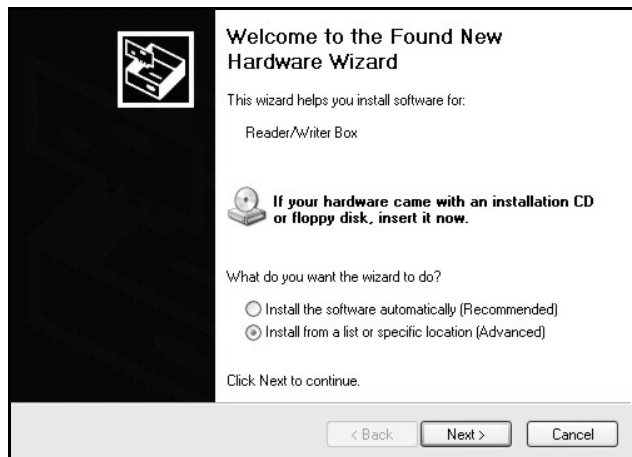 Welcome to the Found New
Hardware Wizard
This wizard helps you install software for:
Reader/Writer Box
If your hardware came with an installation CD
or floppy disk, insert it now.
What do you want the wizard to do?
Install the software automatically (Recommended)
Install from a list or specific location (Advanced)
Click Next to continue.
< Back Next > Cancel